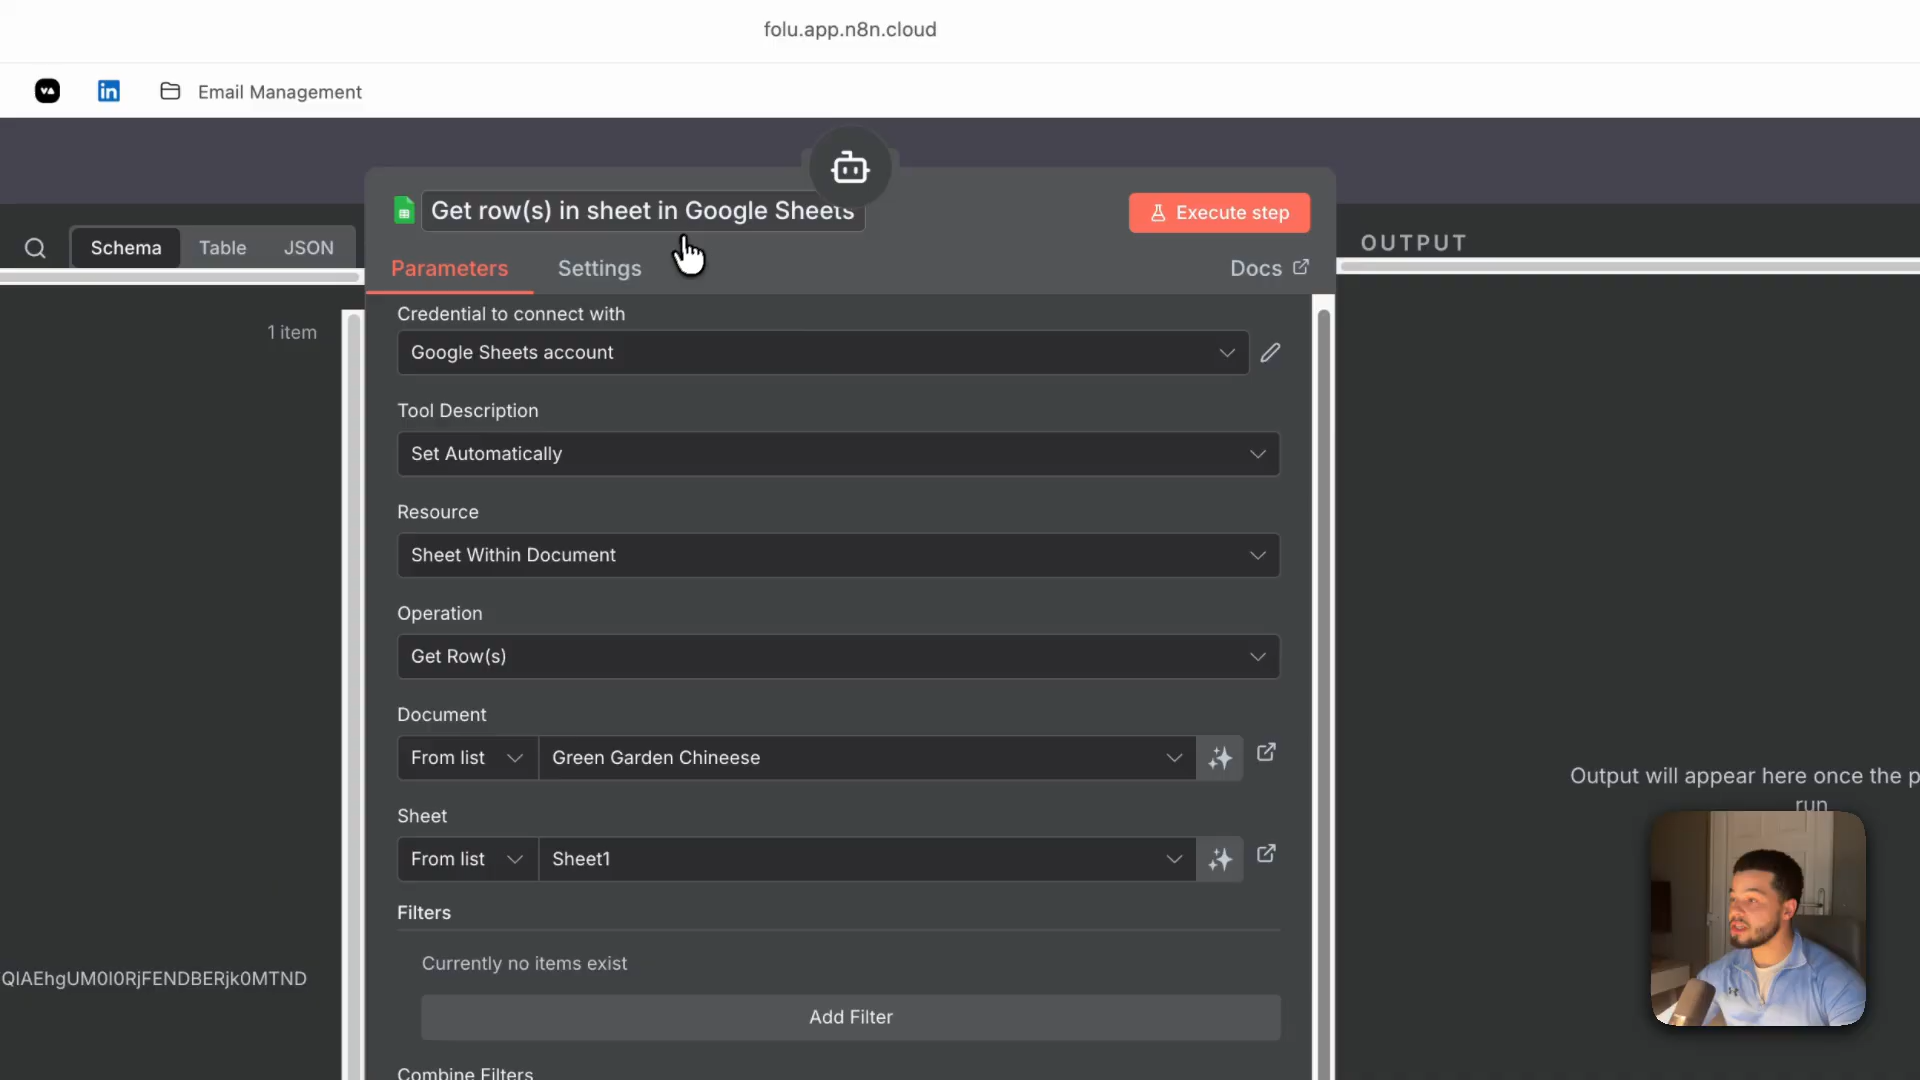 folu.app.n8n.cloud
Email Management
Get row(s) in sheet in Google Sheets
Execute step
Schema
Table
JSON
Parameters
Settings
Docs
OUTPUT
1 item
Credential to connect with
Google Sheets account
Tool Description
Set Automatically
Resource
Sheet Within Document
Operation
Get Row(s)
Document
From list
Green Garden Chineese
Output will appear here once the p
run
Sheet
From list
Sheet1
Filters
Currently no items exist
QIAEhgUM0I0RjFENDBERjk0MTND
Add Filter
Combine Filters